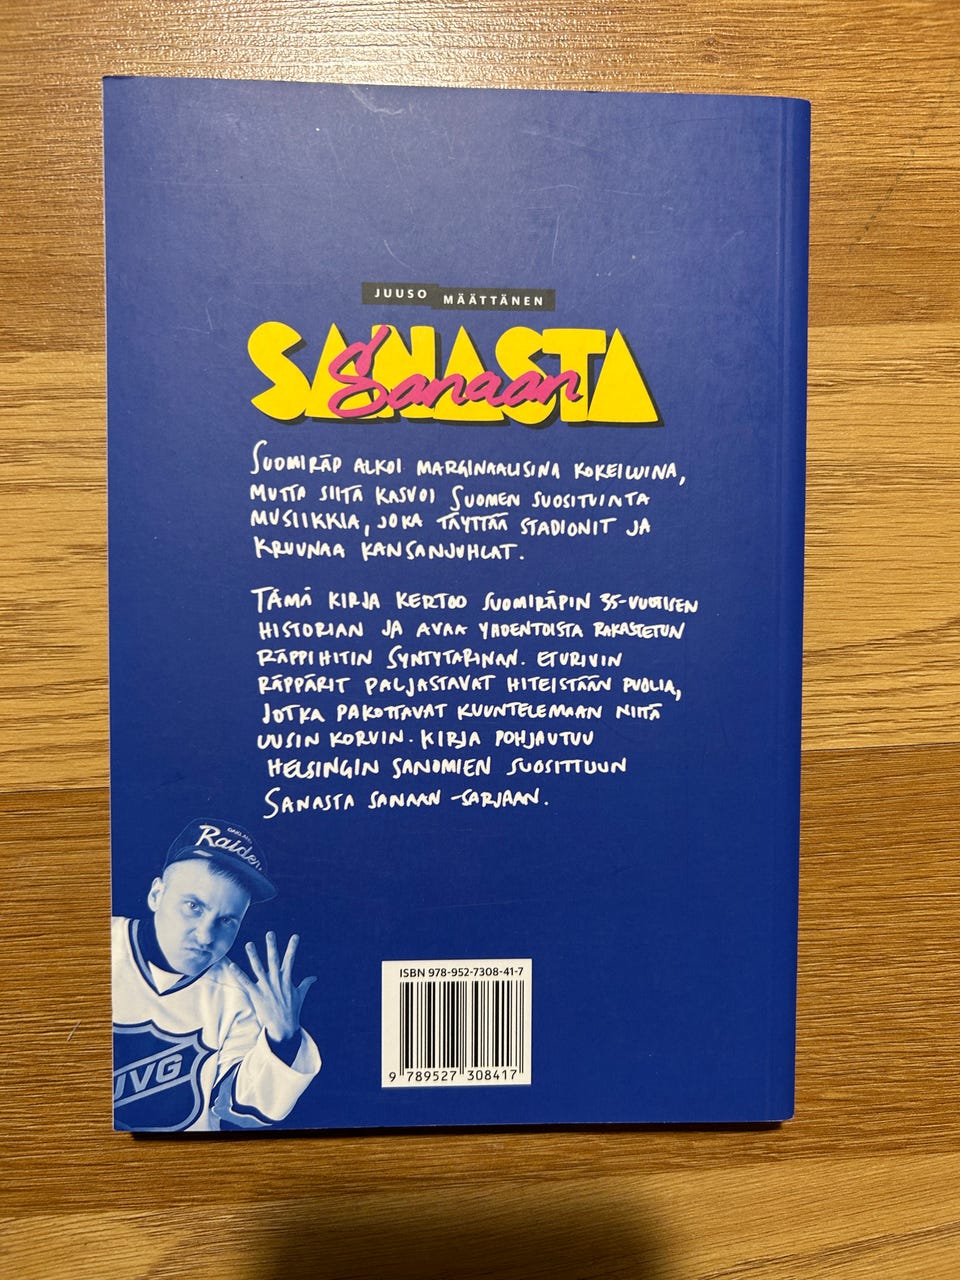 JUUSO MÄÄTTÄNEN
SANASTA
Sanaan
SUOMIRÄP ALKOI MARGINAALISINA KOKEILUINA,
MUTTA SIITÄ KASVOI SUOMEN SUOSITUINTA
MUSIIKKIA, JOKA TÄYTTÄÄ STADIONIT JA
KRUUNAA KANSANJUHLAT.
TÄMÄ KIRJA KERTOO SUOMIRÄPIN 35-VUOTISEN
HISTORIAN JA AVAA YHDENTOISTA RAKASTETUN
RÄPPIHITIN SYNTYTARINAN. ETURIVIN
RÄPPÄRIT PALJASTAVAT HITEISTÄÄN PUOLIA,
JOTKA PAKOTTAVAT KUUNTELEMAAN NIITÄ
UUSIN KORVIN. KIRJA POHJAUTUU
HELSINGIN SANOMIEN SUOSITTUUN
SANASTA SANAAN -SARJAAN.
Raiders
JVG
ISBN 978-952-7308-41-7
9 789527 308417